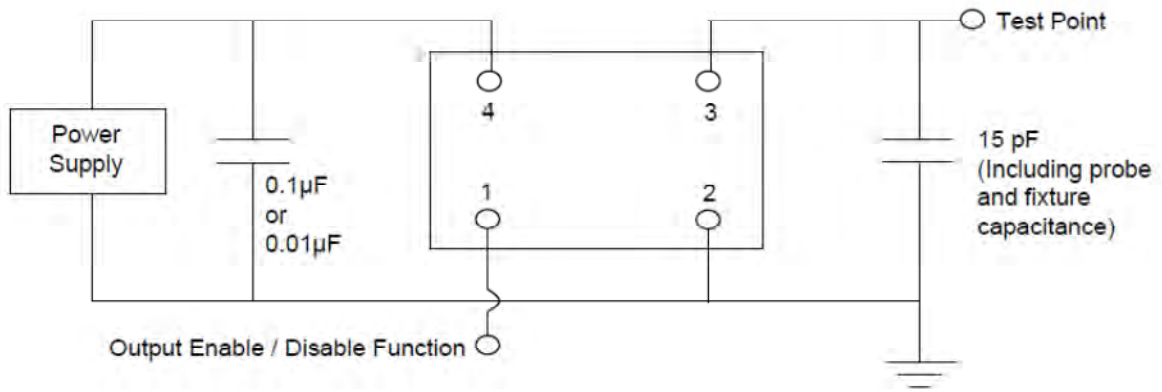 Test Point
4
3
Power
Supply
15 pF
(Including probe
and fixture
capacitance)
0.1µF
or
0.01µF
1
2
Output Enable / Disable Function